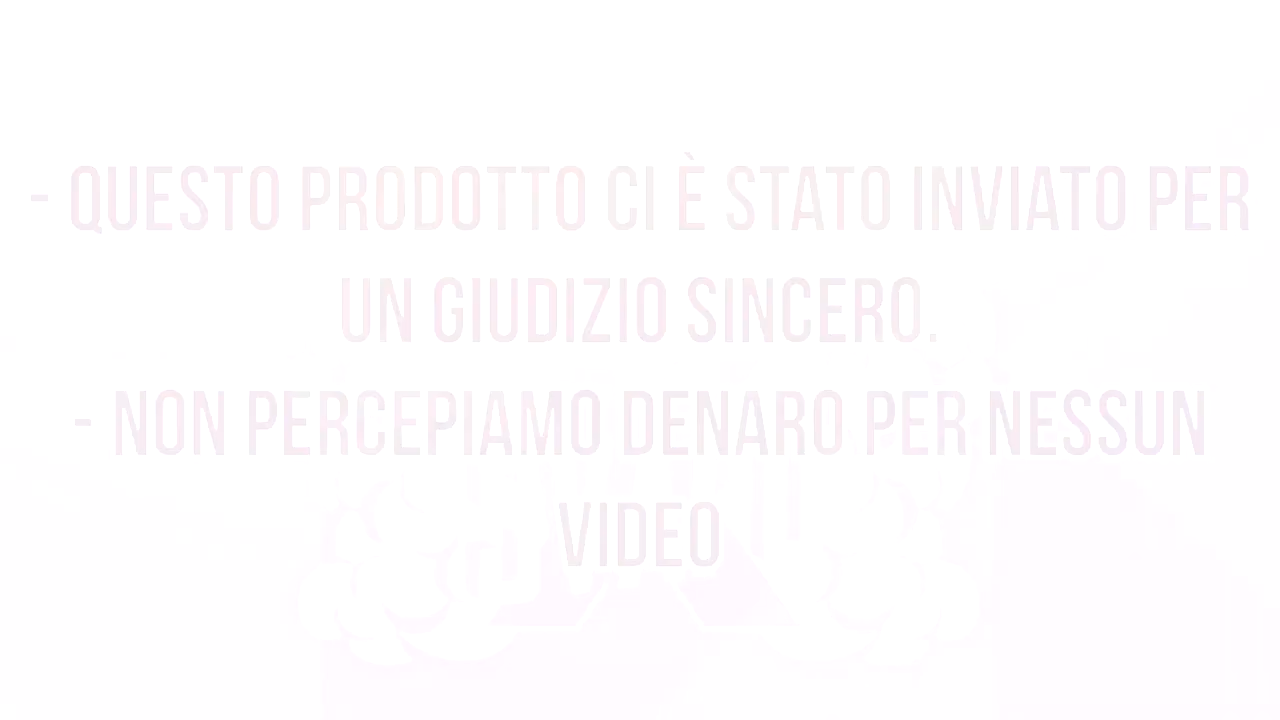 - QUESTO PRODOTTO CI È STATO INVIATO PER
UN GIUDIZIO SINCERO.
- NON PERCEPIAMO DENARO PER NESSUN
VIDEO